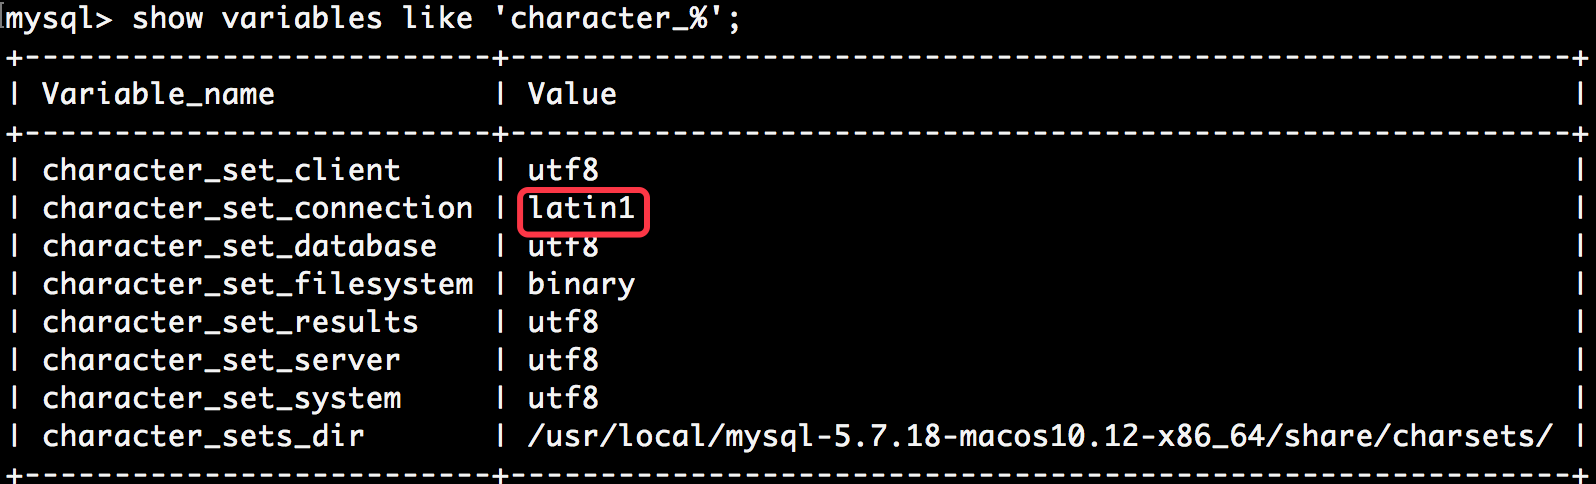 mysql> show variables like 'character_%';
+--------------------------+----------------------------------------------------------+
| Variable_name            | Value                                                    |
+--------------------------+----------------------------------------------------------+
| character_set_client     | utf8                                                     |
| character_set_connection | latin1                                                   |
| character_set_database   | utf8                                                     |
| character_set_filesystem | binary                                                   |
| character_set_results    | utf8                                                     |
| character_set_server     | utf8                                                     |
| character_set_system     | utf8                                                     |
| character_sets_dir       | /usr/local/mysql-5.7.18-macos10.12-x86_64/share/charsets/ |
+--------------------------+----------------------------------------------------------+